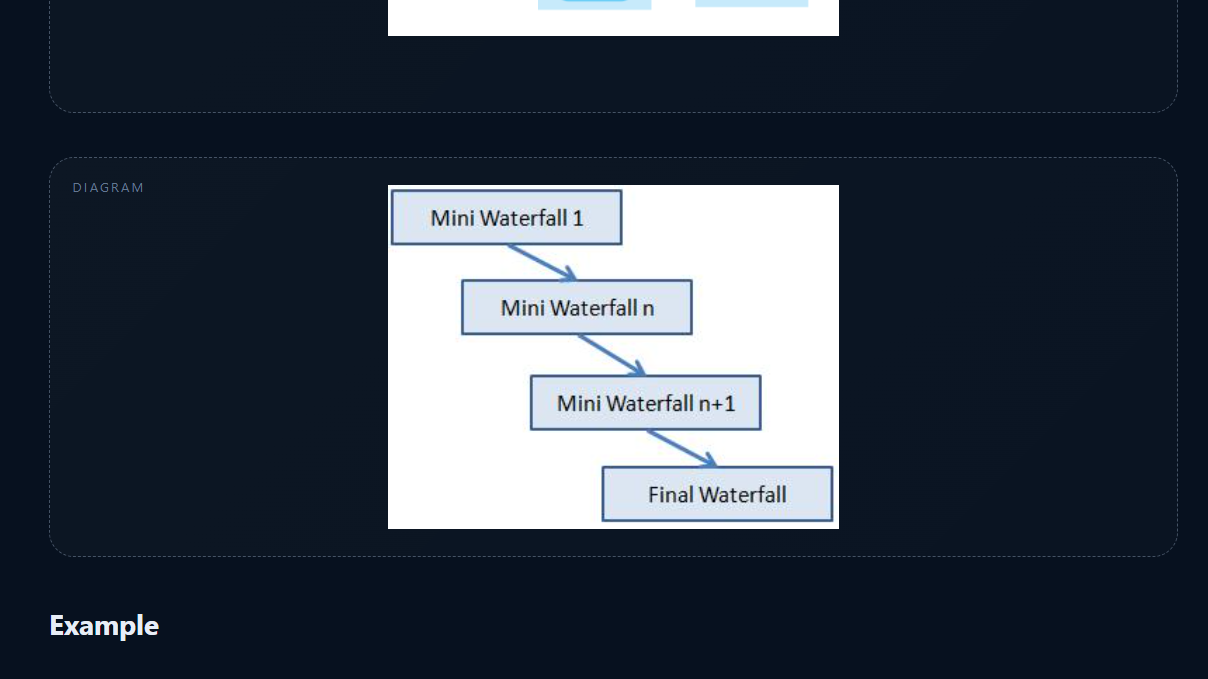 DIAGRAM
Mini Waterfall 1
Mini Waterfall n
Mini Waterfall n+1
Final Waterfall
Example